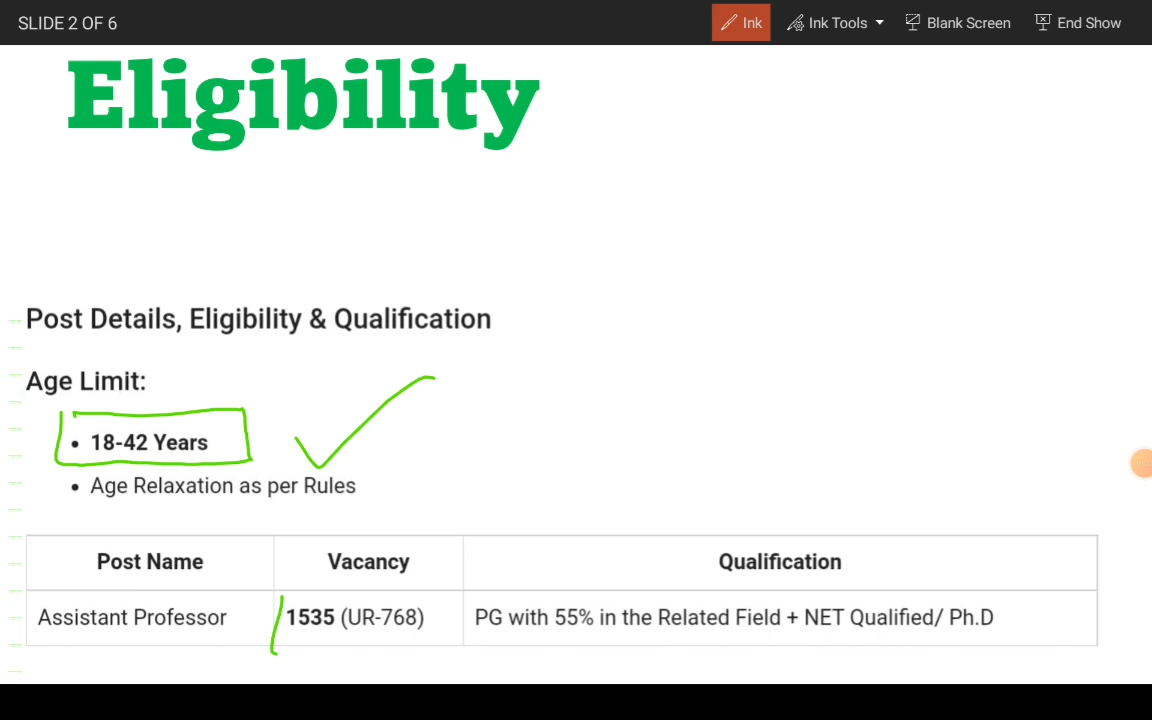 SLIDE 2 OF 6 Ink Ink Tools Blank Screen End Show
Eligibility
Post Details, Eligibility & Qualification
Age Limit:
• 18-42 Years
• Age Relaxation as per Rules
Post Name Vacancy Qualification
Assistant Professor 1535 (UR-768) PG with 55% in the Related Field + NET Qualified/ Ph.D